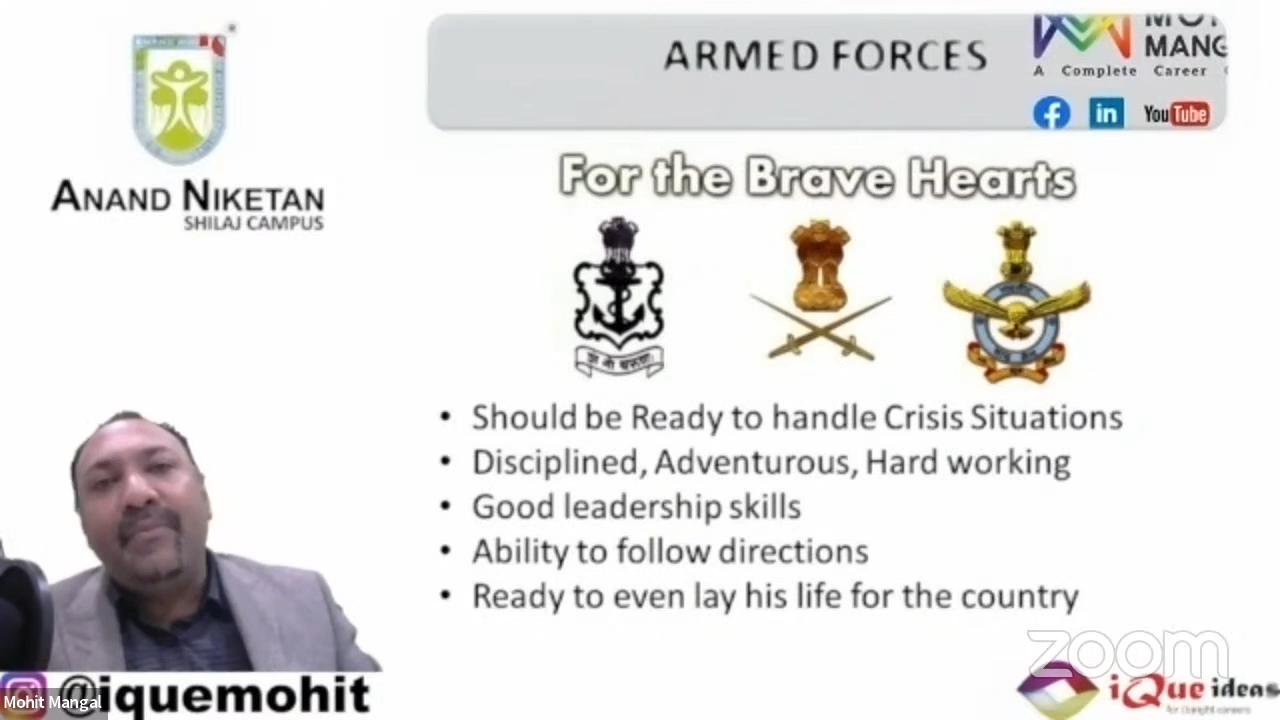 ANAND NIKETAN
SHILAJ CAMPUS
ARMED FORCES
MANG
A Complete Career
f
in
YouTube
For the Brave Hearts
• Should be Ready to handle Crisis Situations
• Disciplined, Adventurous, Hard working
• Good leadership skills
• Ability to follow directions
• Ready to even lay his life for the country
zoom
@iquemohit
Mohit Mangal
iQue ideas